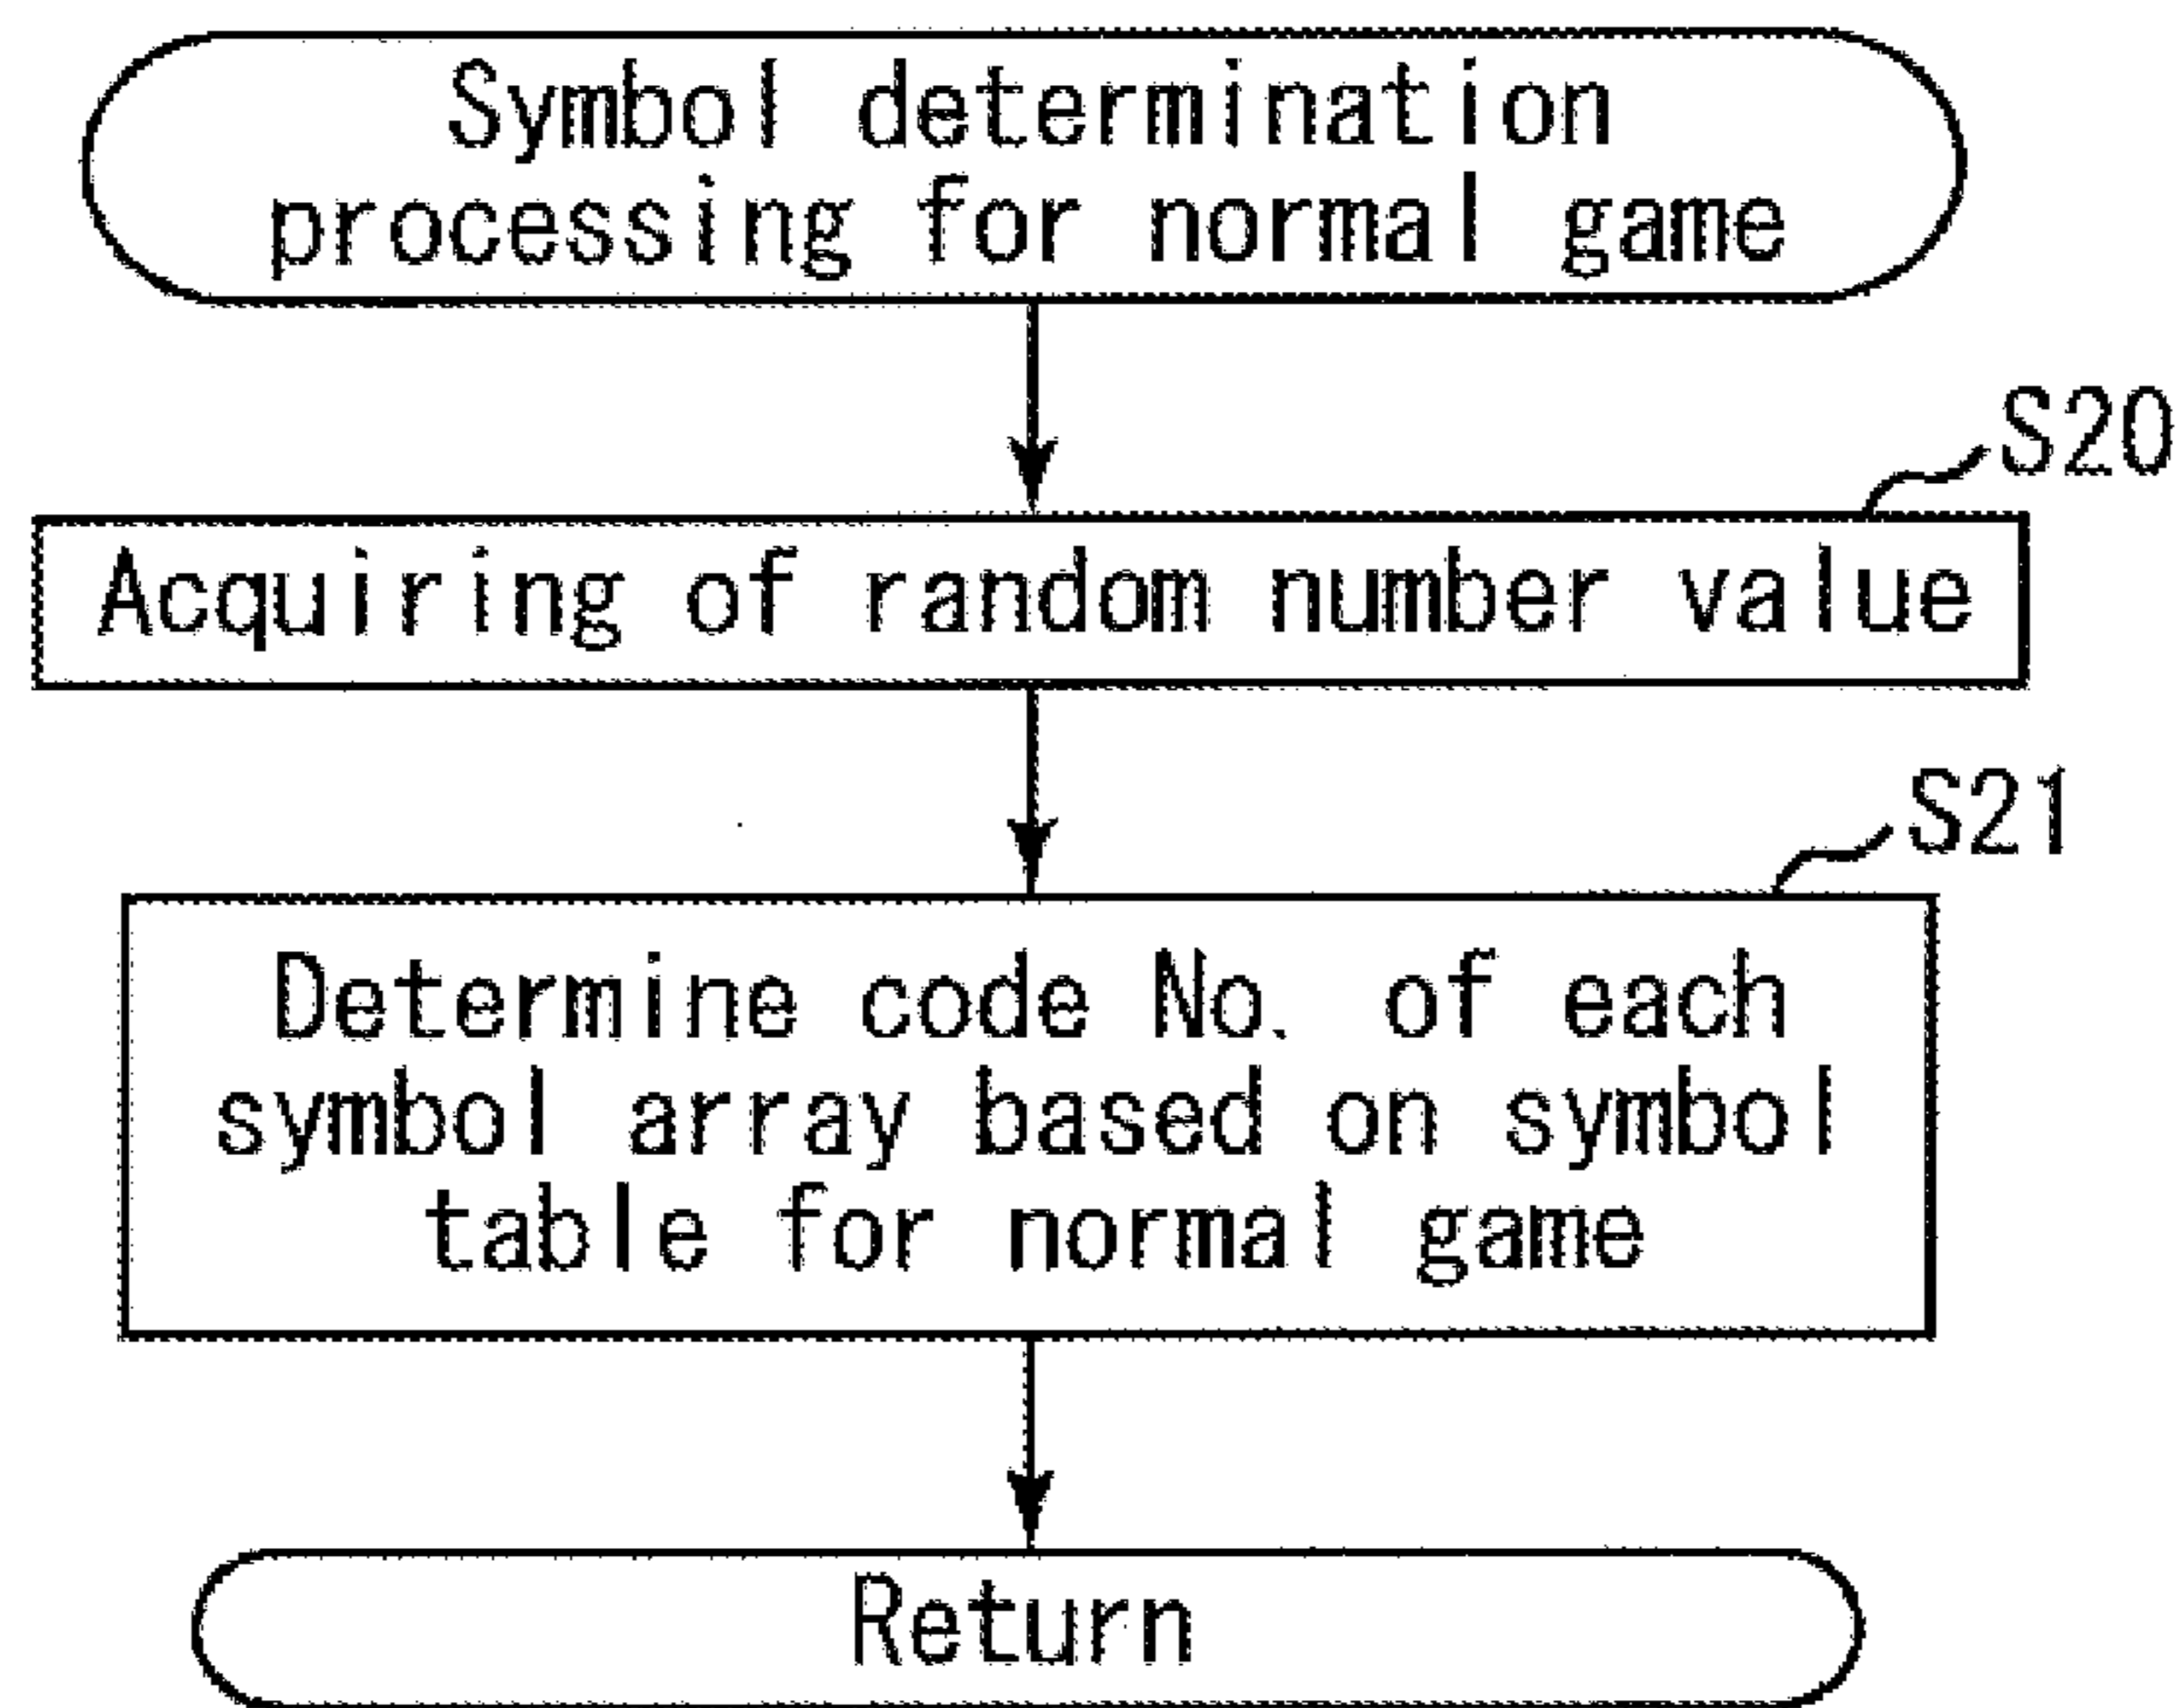 Symbol determination
processing for normal game
S20
Acquiring of random number value
S21
Determine code No. of each
symbol array based on symbol
table for normal game
Return